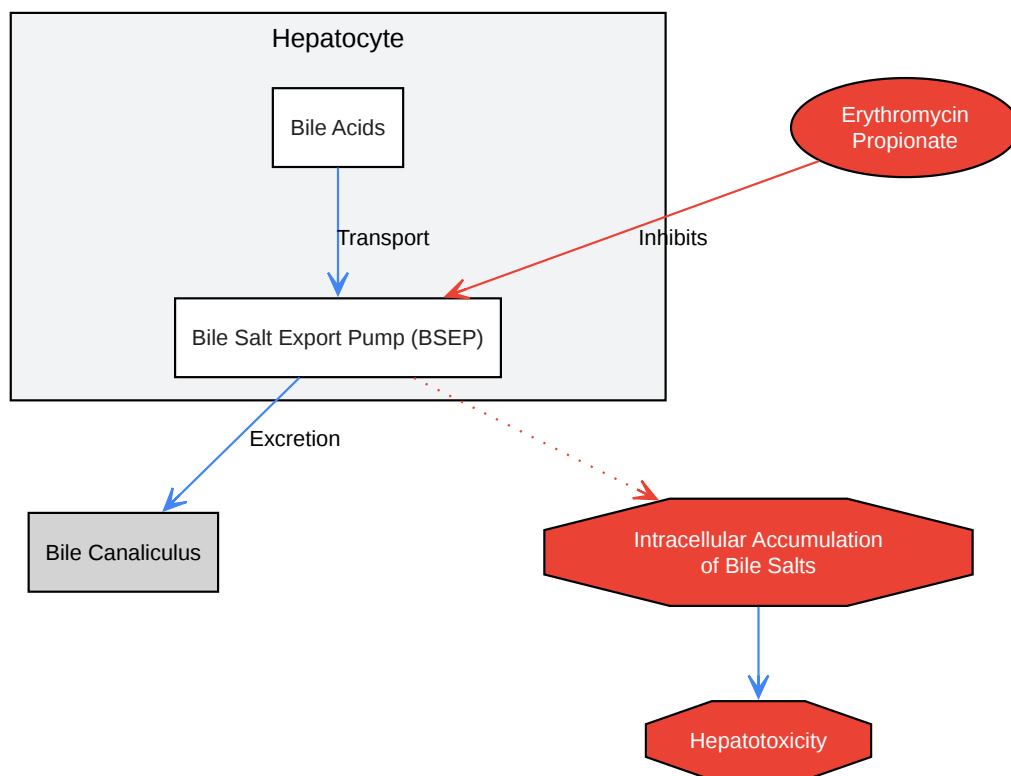 Hepatocyte
Bile Acids
Erythromycin
Propionate
Transport
Inhibits
Bile Salt Export Pump (BSEP)
Excretion
Bile Canaliculus
Intracellular Accumulation
of Bile Salts
Hepatotoxicity